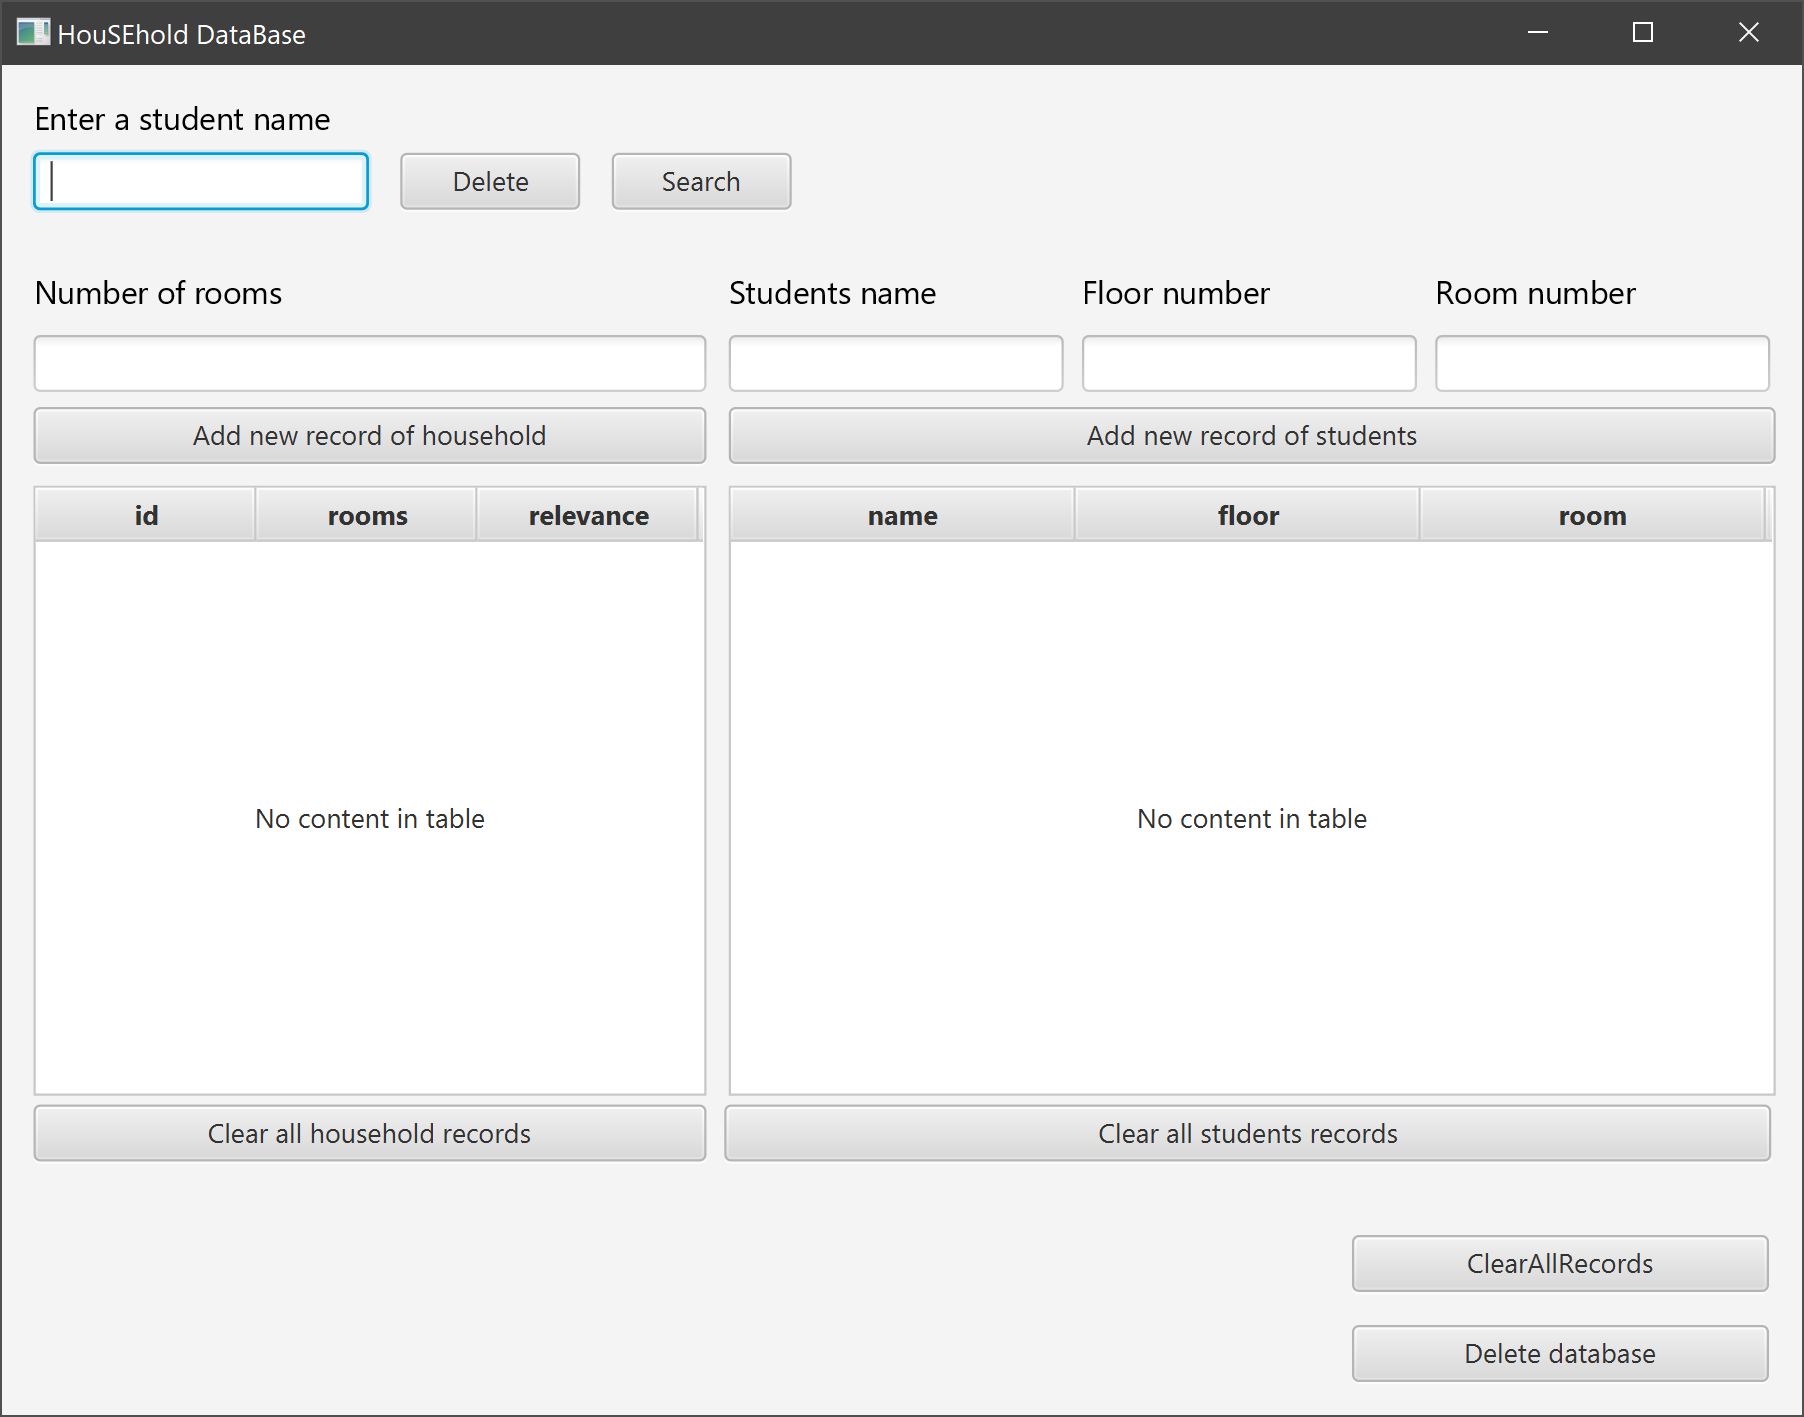 HouSEhold DataBase
Enter a student name
Delete
Search
Number of rooms
Students name
Floor number
Room number
Add new record of household
Add new record of students
id
rooms
relevance
name
floor
room
No content in table
No content in table
Clear all household records
Clear all students records
ClearAllRecords
Delete database